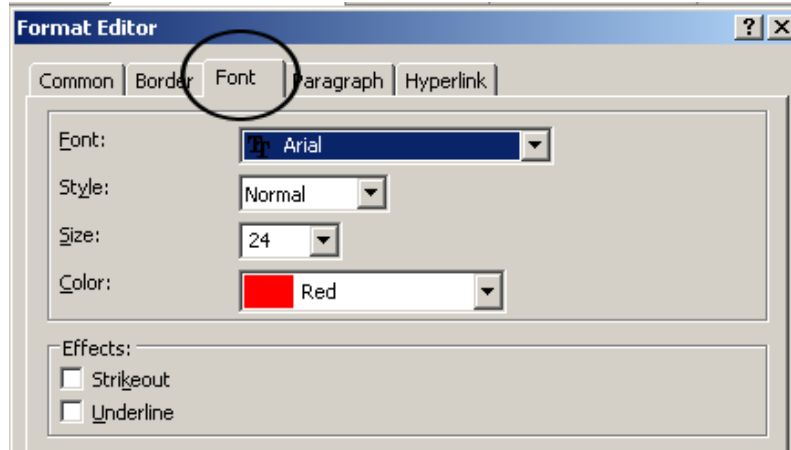 Format Editor
Common Border Font Paragraph Hyperlink
Font: Arial
Style: Normal
Size: 24
Color: Red
Effects:
Strikeout
Underline